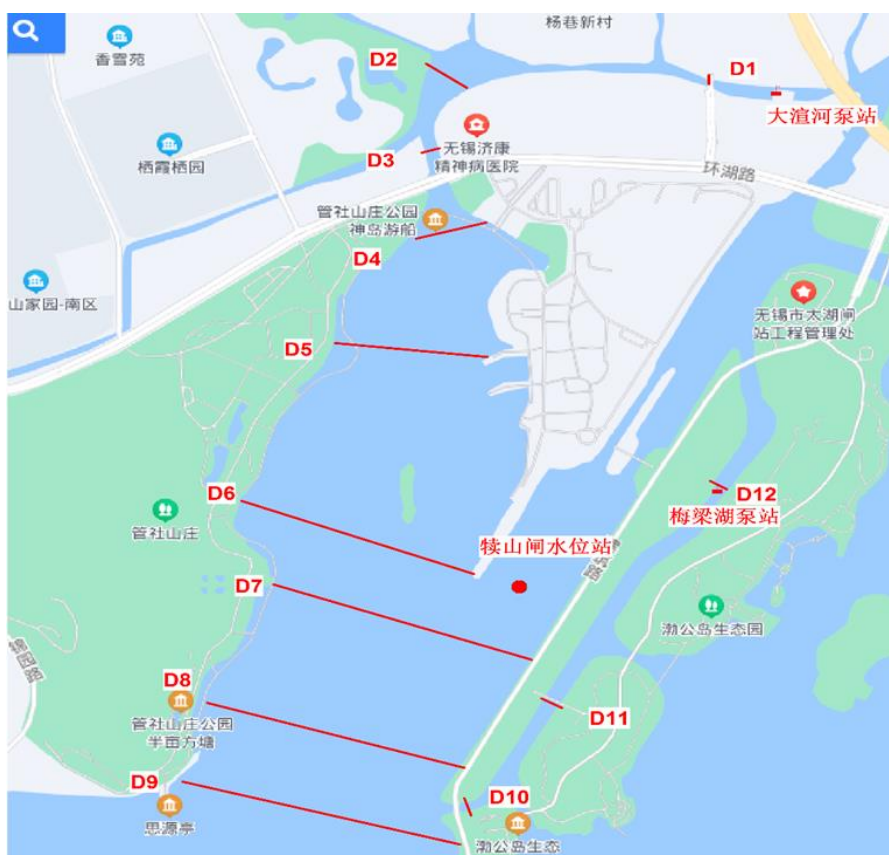 杨巷新村
香雪苑
D2
D1
大渲河泵站
D3
无锡济康
精神病医院
栖霞栖园
环湖路
管社山庄公园
神岛游船
D4
山家园-南区
无锡市太湖闸
站工程管理处
D5
D6
D12
管社山庄
梅梁湖泵站
犊山闸水位站
D7
渤公岛生态园
锦园路
D8
D11
管社山庄公园
半亩方塘
D9
D10
思源亭
渤公岛生态